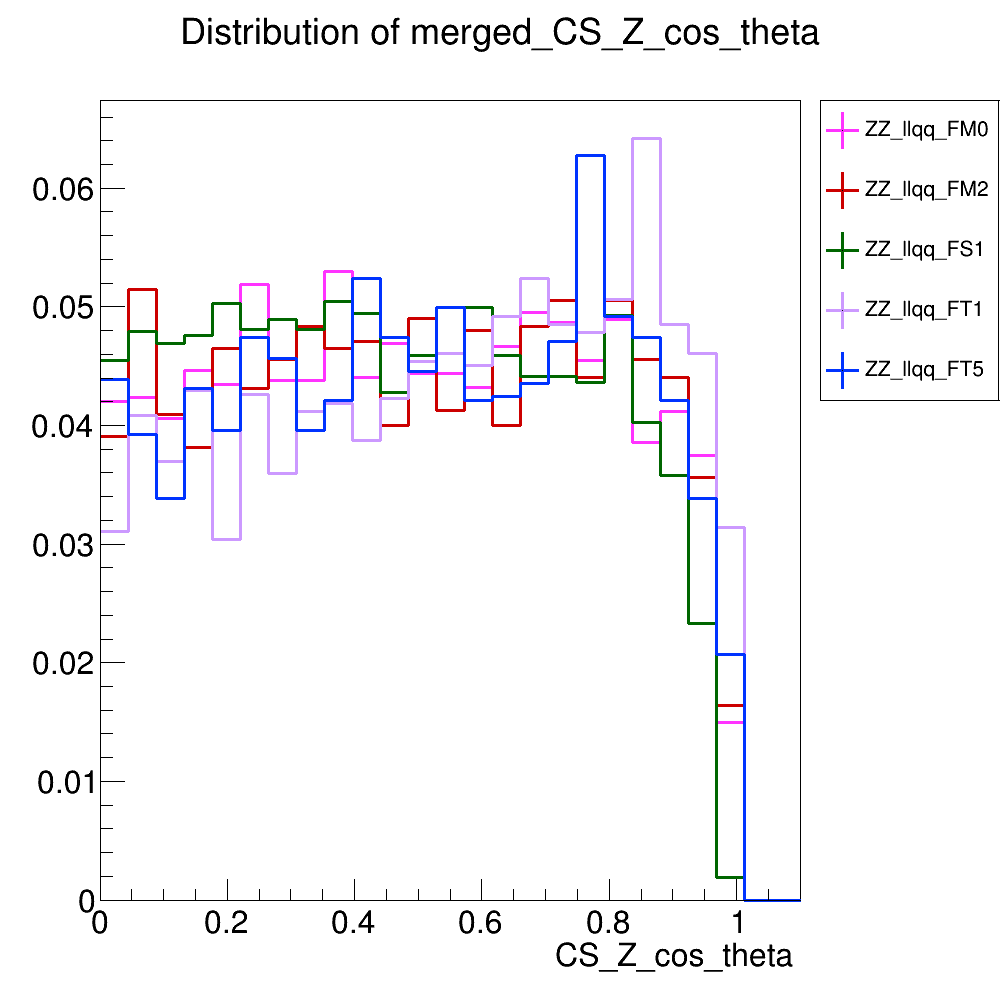 Distribution of merged_CS_Z_cos_theta
ZZ_llqq_FM0
ZZ_llqq_FM2
ZZ_llqq_FS1
ZZ_llqq_FT1
ZZ_llqq_FT5
0.06
0.05
0.04
0.03
0.02
0.01
0
0 0.2 0.4 0.6 0.8 1
CS_Z_cos_theta